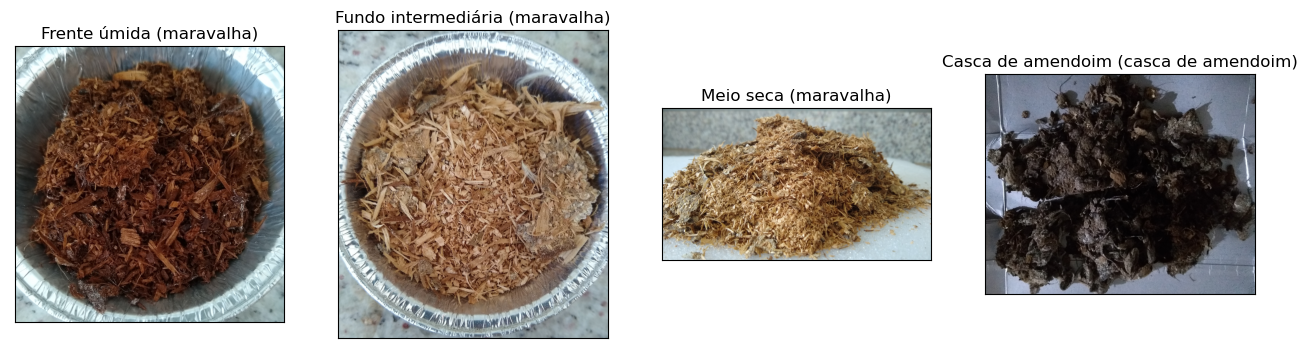 Frente úmida (maravalha)
Fundo intermediária (maravalha)
Meio seca (maravalha)
Casca de amendoim (casca de amendoim)